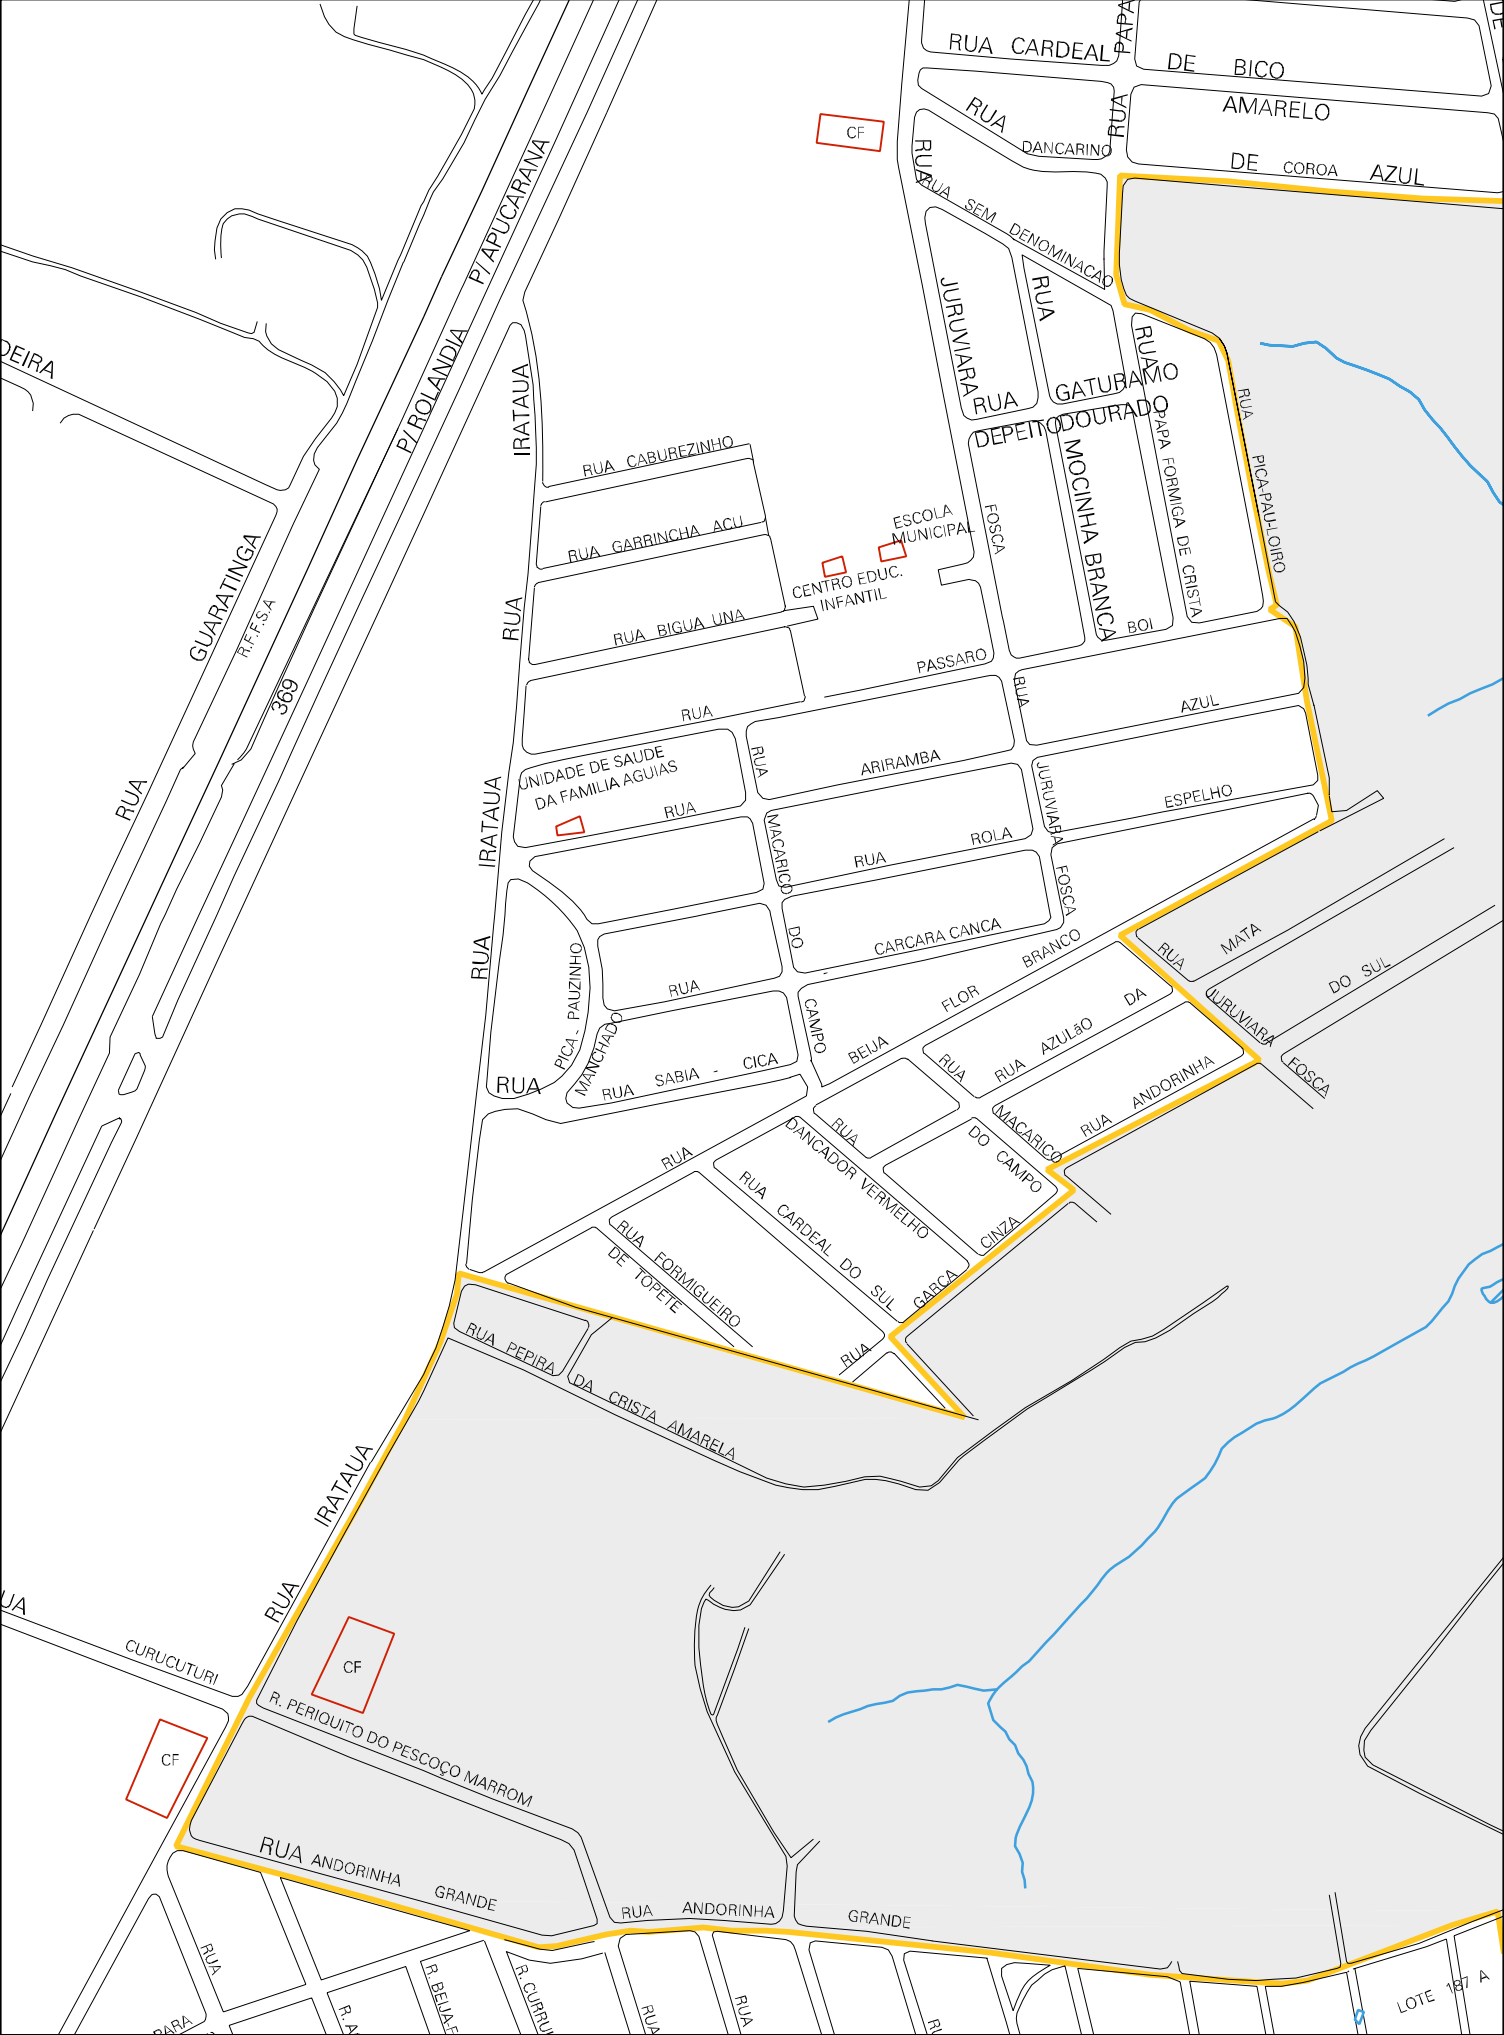 PAPA
DE
RUA CARDEAL
DE BICO
AMARELO
RUA
RUA
DANCARINO
DE COROA AZUL
CF
RUA
RUA SEM DENOMINACAO
P/ROLANDIA P/APUCARANA
JURUVIARA
RUA
RUA
DEIRA
IRATAUA
RUA GATURAMO
DEPEITO DOURADO
RUA
PICA-PAU-LOIRO
PAPA FORMIGA DE CRISTA
MOCINHA BRANCA
FOSCA
RUA CABUREZINHO
RUA GARRINCHA ACU
ESCOLA
MUNICIPAL
CENTRO EDUC.
INFANTIL
GUARATINGA
R.F.F.S.A
369
RUA
RUA BIGUA UNA
BOI
PASSARO
RUA
RUA
AZUL
UNIDADE DE SAUDE
DA FAMILIA AGUIAS
RUA
ARIRAMBA
JURUVIARA
ESPELHO
RUA
IRATAUA
RUA
MACARICO
RUA ROLA
FOSCA
RUA
PICA - PAUZINHO
DO
CARCARA CANCA
-
RUA
MANCHADO
CAMPO
RUA
RUA SABIA - CICA
BEIJA FLOR BRANCO
RUA MATA
DO SUL
JURUVIARA
FOSCA
RUA AZULãO DA
RUA
MACARICO
RUA ANDORINHA
RUA
DO CAMPO
DANCADOR VERMELHO
RUA
RUA CARDEAL DO SUL
CINZA
GARCA
RUA
RUA FORMIGUEIRO
DE TOPETE
RUA PEPIRA DA CRISTA AMARELA
IRATAUA
RUA
UA
CURUCUTURI
CF
CF
R. PERIQUITO DO PESCOÇO MARROM
RUA ANDORINHA GRANDE
RUA ANDORINHA GRANDE
RUA
PARA
R. BEIJA-F
R. CURRU
RUA
RUA
LOTE 187 A